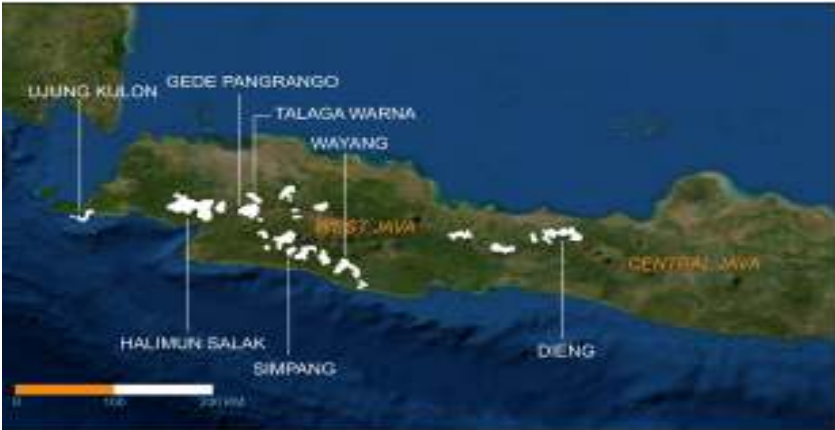 GEDE PANGRANGO
UJUNG KULON
TALAGA WARNA
WAYANG
WEST JAVA
CENTRAL JAVA
HALIMUN SALAK
DIENG
SIMPANG
0 100 200 KM